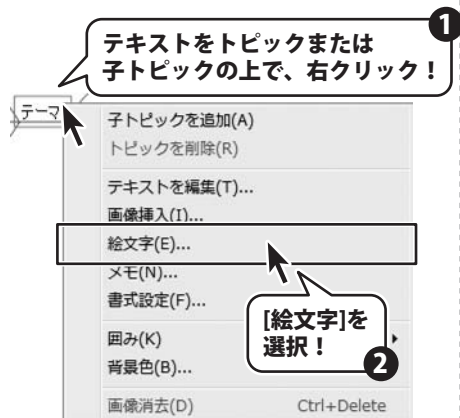 ❶
テキストをトピックまたは
子トピックの上で、右クリック！
テーマ
子トピックを追加(A)
トピックを削除(R)
テキストを編集(T)...
画像挿入(I)...
絵文字(E)...
メモ(N)...
書式設定(F)...
[絵文字]を
選択！
❷
囲み(K)
背景色(B)...
画像消去(D) Ctrl+Delete